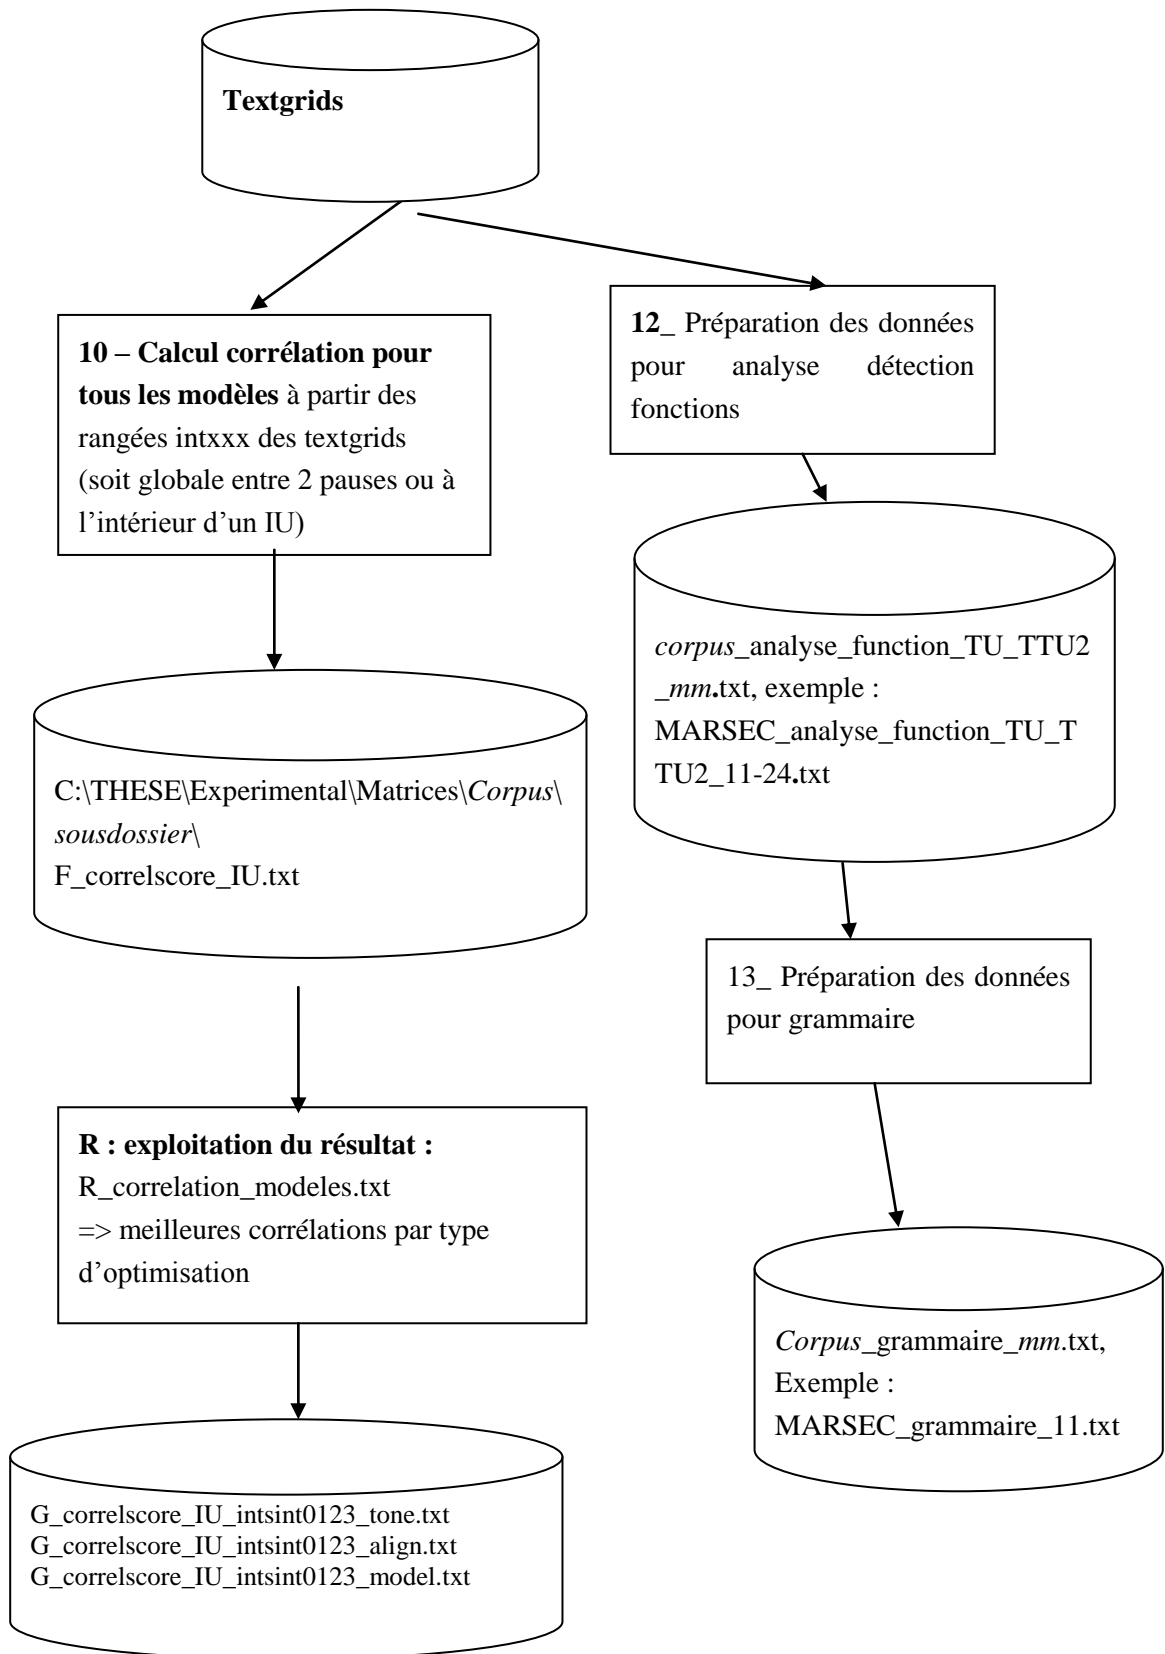 Textgrids
10 – Calcul corrélation pour
tous les modèles à partir des
rangées intxxx des textgrids
(soit globale entre 2 pauses ou à
l’intérieur d’un IU)
12_ Préparation des données
pour analyse détection
fonctions
corpus_analyse_function_TU_TTU2
_mm.txt, exemple :
MARSEC_analyse_function_TU_T
TU2_11-24.txt
C:\THESE\Experimental\Matrices\Corpus\
sousdossier\
F_correlscore_IU.txt
13_ Préparation des données
pour grammaire
R : exploitation du résultat :
R_correlation_modeles.txt
=> meilleures corrélations par type
d’optimisation
Corpus_grammaire_mm.txt,
Exemple :
MARSEC_grammaire_11.txt
G_correlscore_IU_intsint0123_tone.txt
G_correlscore_IU_intsint0123_align.txt
G_correlscore_IU_intsint0123_model.txt